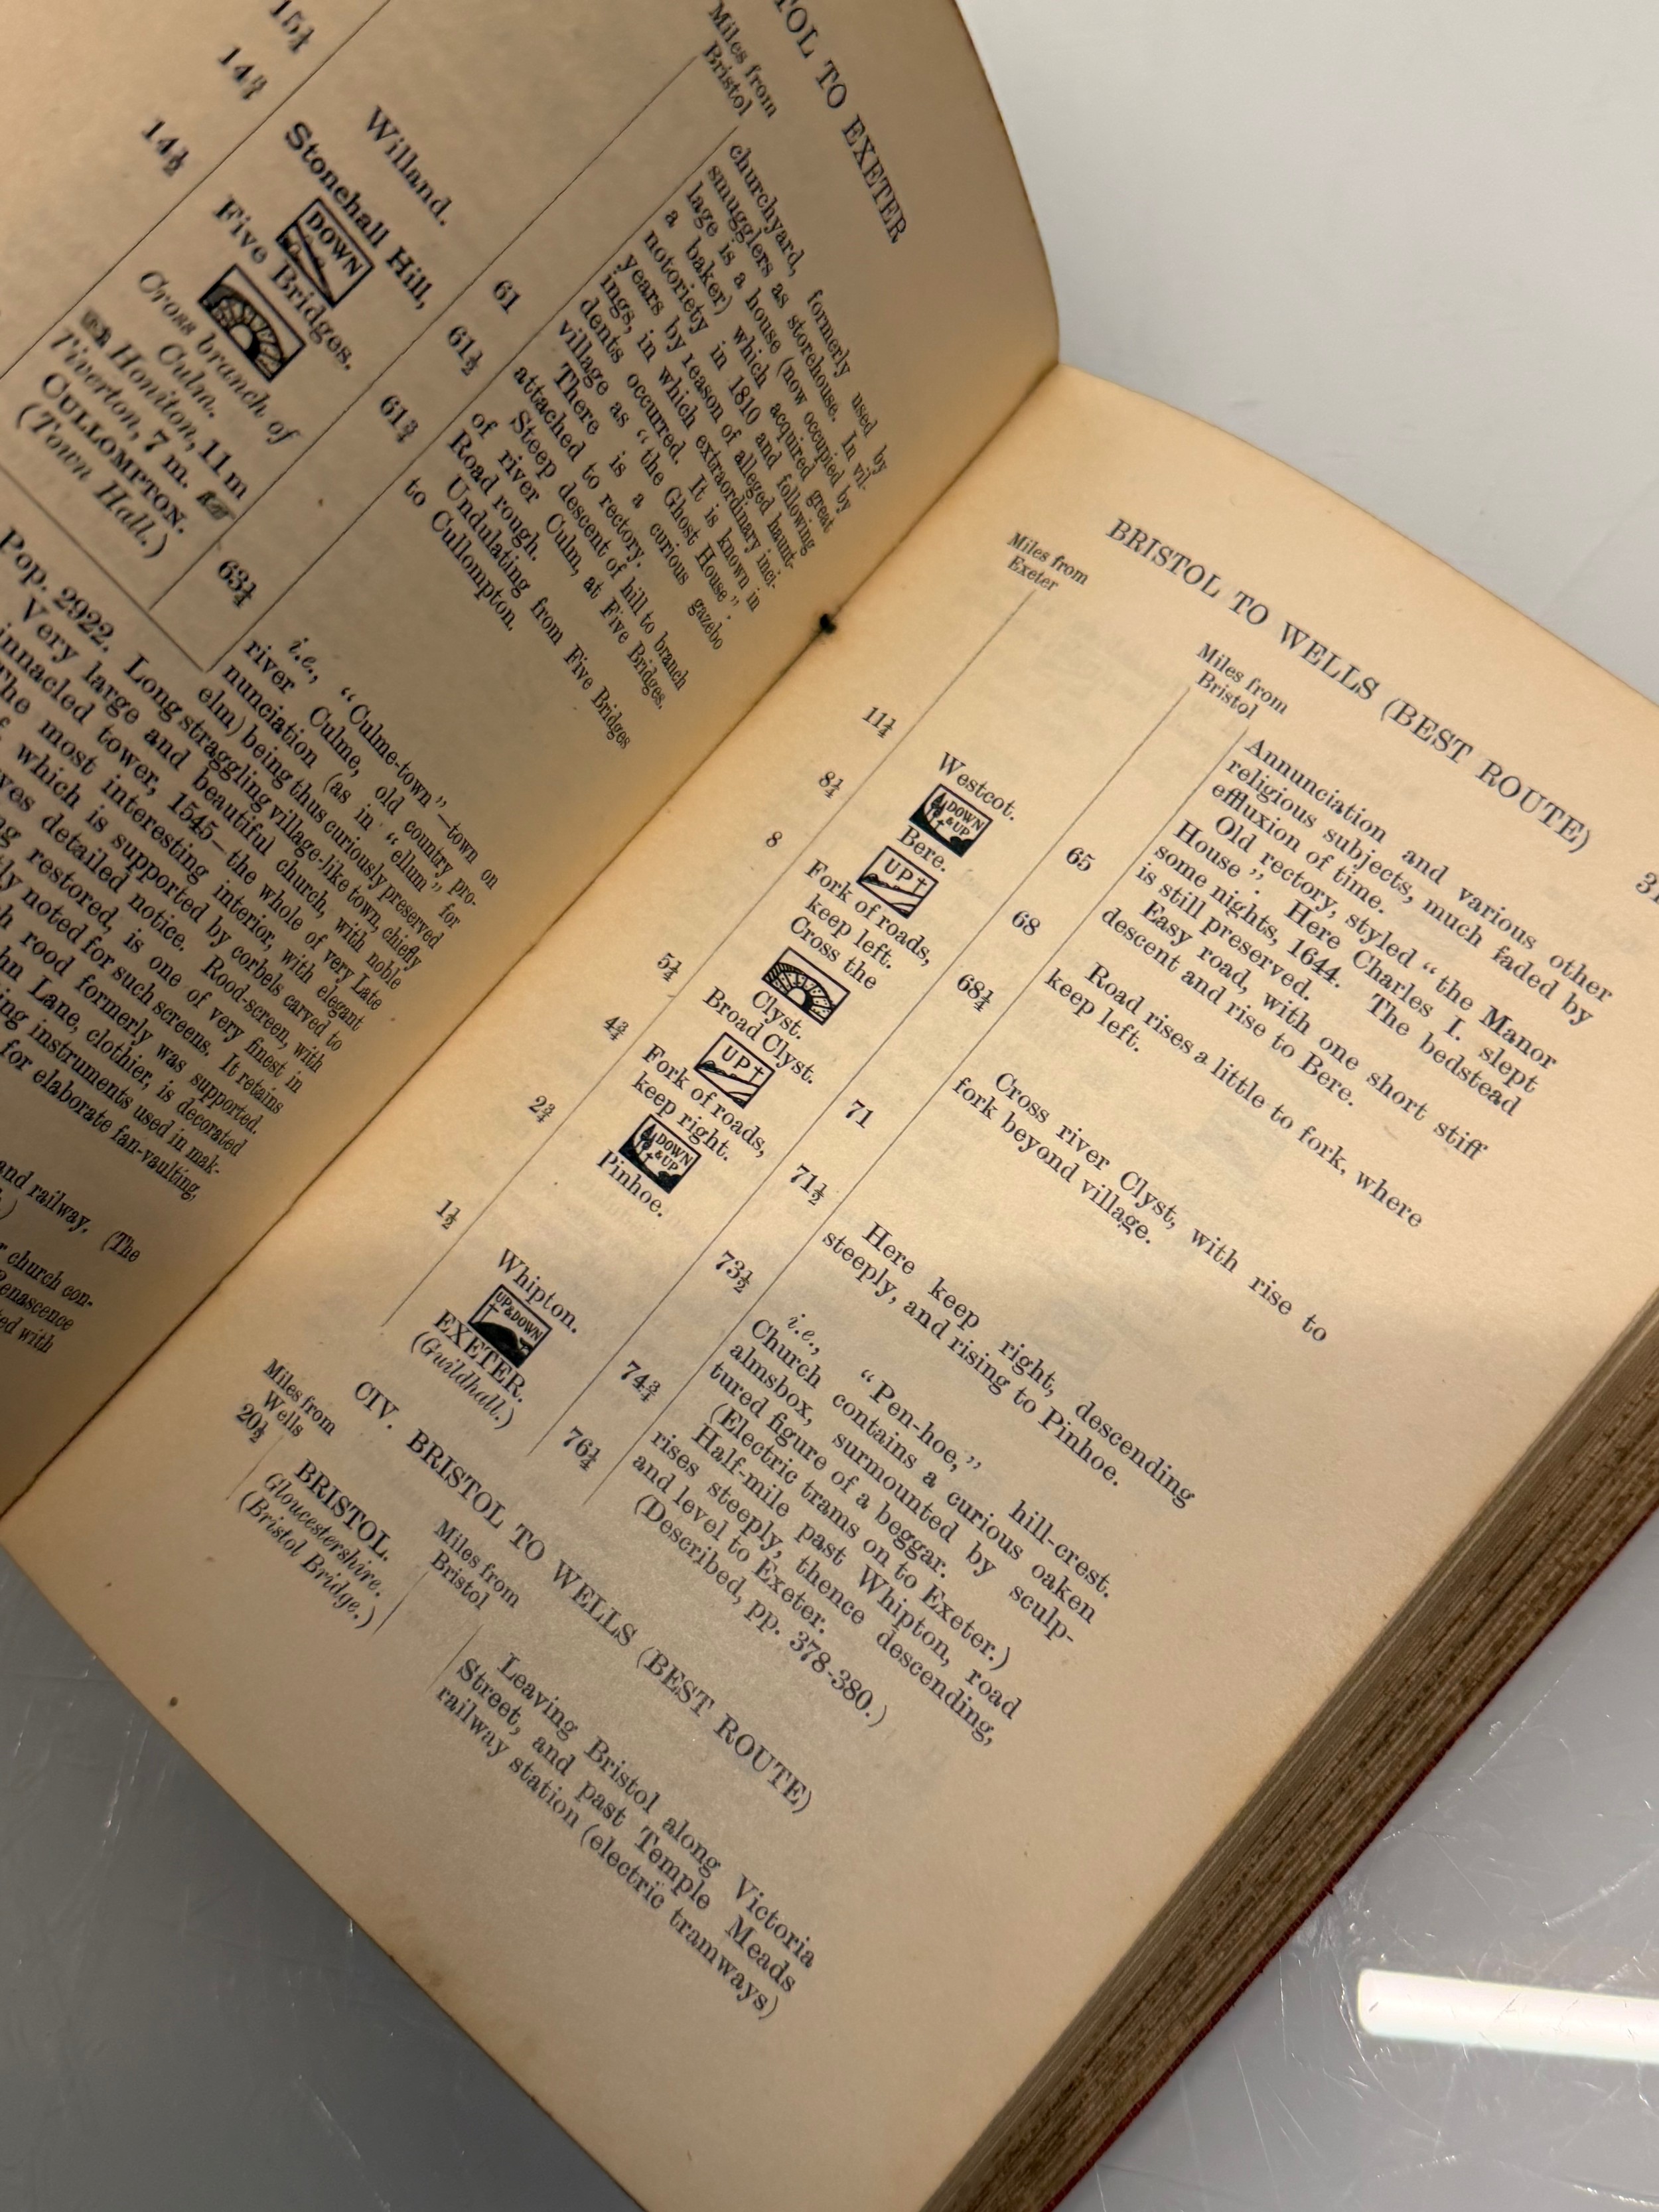 TOL TO EXETER
Miles from
Bristol
15¼
14¾
14½
Willand.
61
Stonehall Hill,
61½
DOWN
Five Bridges.
61¾
Cross branch of
Culm.
Honiton, 11 m
Tiverton, 7 m.
CULLOMPTON.
63¼
(Town Hall.)
churchyard, formerly used by
smugglers as storehouse. In vil-
lage is a house (now occupied by
a baker) which acquired great
notoriety in 1810 and following
years by reason of alleged haunt-
ings, in which extraordinary inci-
dents occurred. It is known in
village as “the Ghost House”.
There is a curious gazebo
attached to rectory.
Steep descent of hill to branch
of river Culm, at Five Bridges.
Road rough.
Undulating from Five Bridges
to Cullompton.
i.e., “Culme-town”—town on
river Culme, old country pro-
nunciation (as in “ellum” for
elm) being thus curiously preserved
Pop. 2922. Long straggling village-like town, chiefly
Very large and beautiful church, with noble
innacled tower, 1545—the whole of very Late
The most interesting interior, with elegant
f which is supported by corbels carved to
yes detailed notice. Rood-screen, with
ng restored, is one of very finest in
tly noted for such screens. It retains
h rood formerly was supported.
hn Lane, clothier, is decorated
ing instruments used in mak-
for elaborate fan-vaulting,
and railway. (The
.)
r church con-
Renascence
ted with
BRISTOL TO WELLS (BEST ROUTE)
Miles from
Exeter
Miles from
Bristol
Annunciation and various other
religious subjects, much faded by
effluxion of time.
Old rectory, styled “the Manor
House”. Here Charles I. slept
some nights, 1644. The bedstead
is still preserved.
11¼
Westcot.
65
Easy road, with one short stiff
descent and rise to Bere.
DOWN
&UP
8¼
Bere.
68
UP
8
Fork of roads,
68¼
Road rises a little to fork, where
keep left.
keep left.
Cross the
Clyst.
5¼
Broad Clyst.
71
Cross river Clyst, with rise to
fork beyond village.
UP
4¾
Fork of roads,
71½
keep right.
Here keep right, descending
steeply, and rising to Pinhoe.
DOWN
&UP
2¾
Pinhoe.
73½
i.e., “Pen-hoe,” hill-crest.
Church contains a curious oaken
almsbox, surmounted by sculp-
tured figure of a beggar.
(Electric trams on to Exeter.)
1½
Whipton.
74¾
Half-mile past Whipton, road
rises steeply, thence descending,
and level to Exeter.
UP&DOWN
EXETER.
76¼
(Described, pp. 378-380.)
(Guildhall.)
CIV. BRISTOL TO WELLS (BEST ROUTE)
Miles from
Wells
Miles from
Bristol
20½
BRISTOL.
Gloucestershire.
(Bristol Bridge.)
Leaving Bristol along Victoria
Street, and past Temple Meads
railway station (electric tramways)